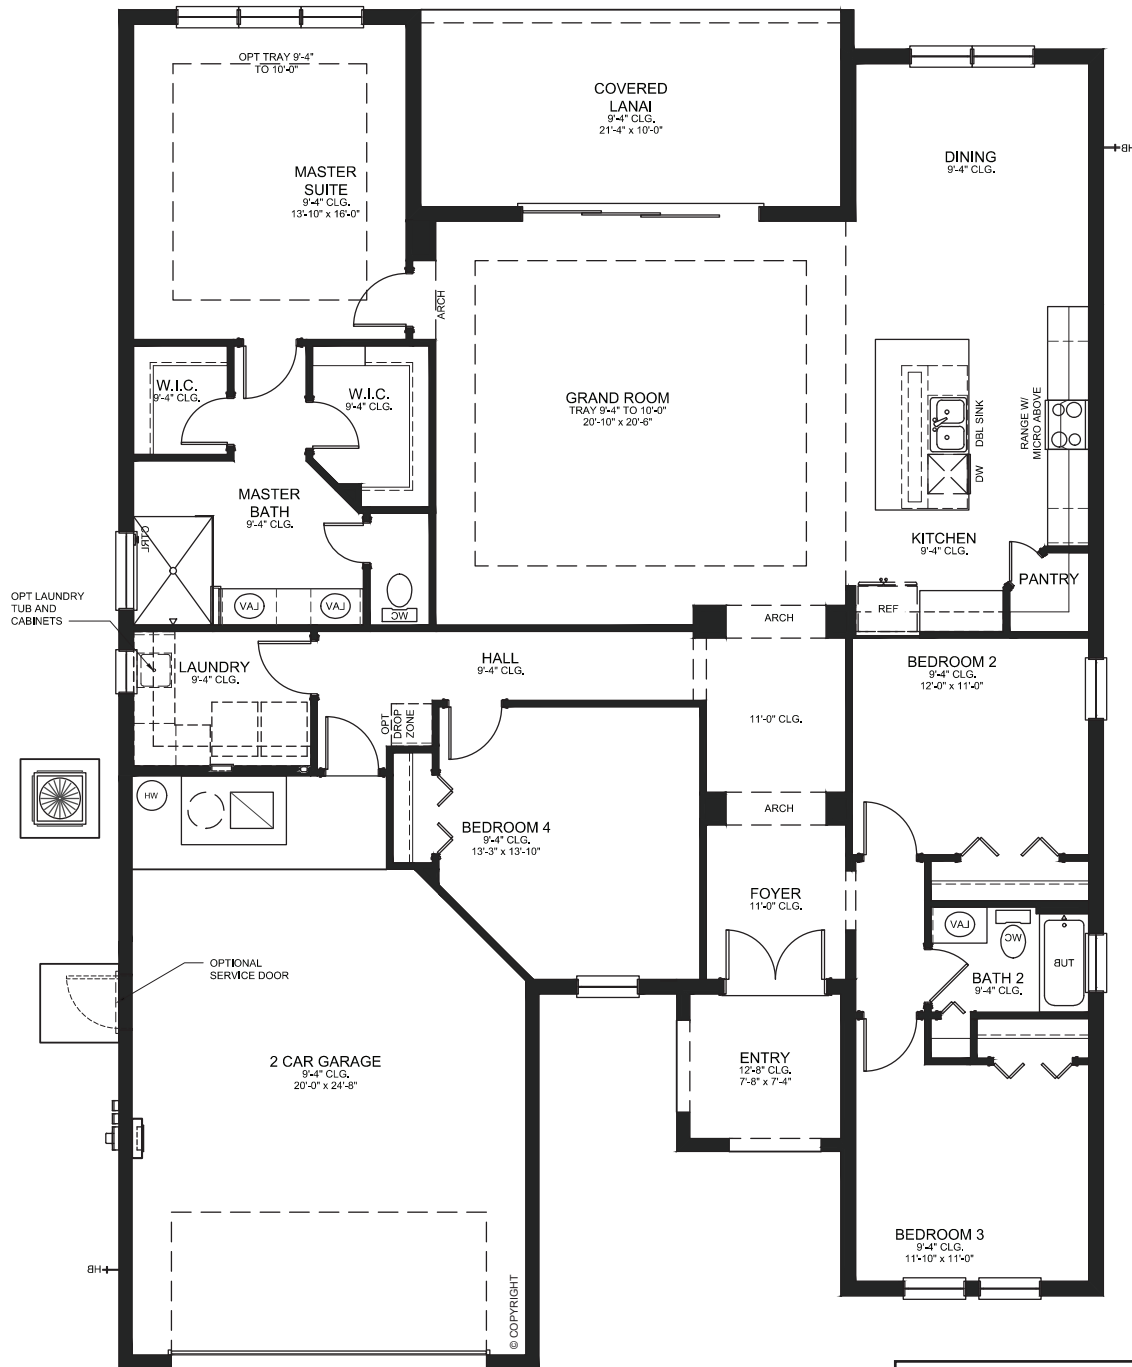 OPT TRAY 9'-4"
TO 10'-0"
COVERED
LANAI
9'-4" CLG.
21'-4" x 10'-0"
DINING
9'-4" CLG.
HB
MASTER
SUITE
9'-4" CLG.
13'-10" x 16'-0"
ARCH
W.I.C.
9'-4" CLG.
W.I.C.
9'-4" CLG.
GRAND ROOM
TRAY 9'-4" TO 10'-0"
20'-10" x 20'-6"
DBL SINK
DW
RANGE W/
MICRO ABOVE
MASTER
BATH
9'-4" CLG.
CTRL
KITCHEN
9'-4" CLG.
PANTRY
LAV
LAV
WC
REF
ARCH
OPT LAUNDRY
TUB AND
CABINETS
LAUNDRY
9'-4" CLG.
HALL
9'-4" CLG.
BEDROOM 2
9'-4" CLG.
12'-0" x 11'-0"
OPT
DROP
ZONE
11'-0" CLG.
HW
ARCH
BEDROOM 4
9'-4" CLG.
13'-3" x 13'-10"
FOYER
11'-0" CLG.
LAV
WC
TUB
BATH 2
9'-4" CLG.
OPTIONAL
SERVICE DOOR
2 CAR GARAGE
9'-4" CLG.
20'-0" x 24'-8"
ENTRY
12'-8" CLG.
7'-8" x 7'-4"
BEDROOM 3
9'-4" CLG.
11'-10" x 11'-0"
HB
© COPYRIGHT